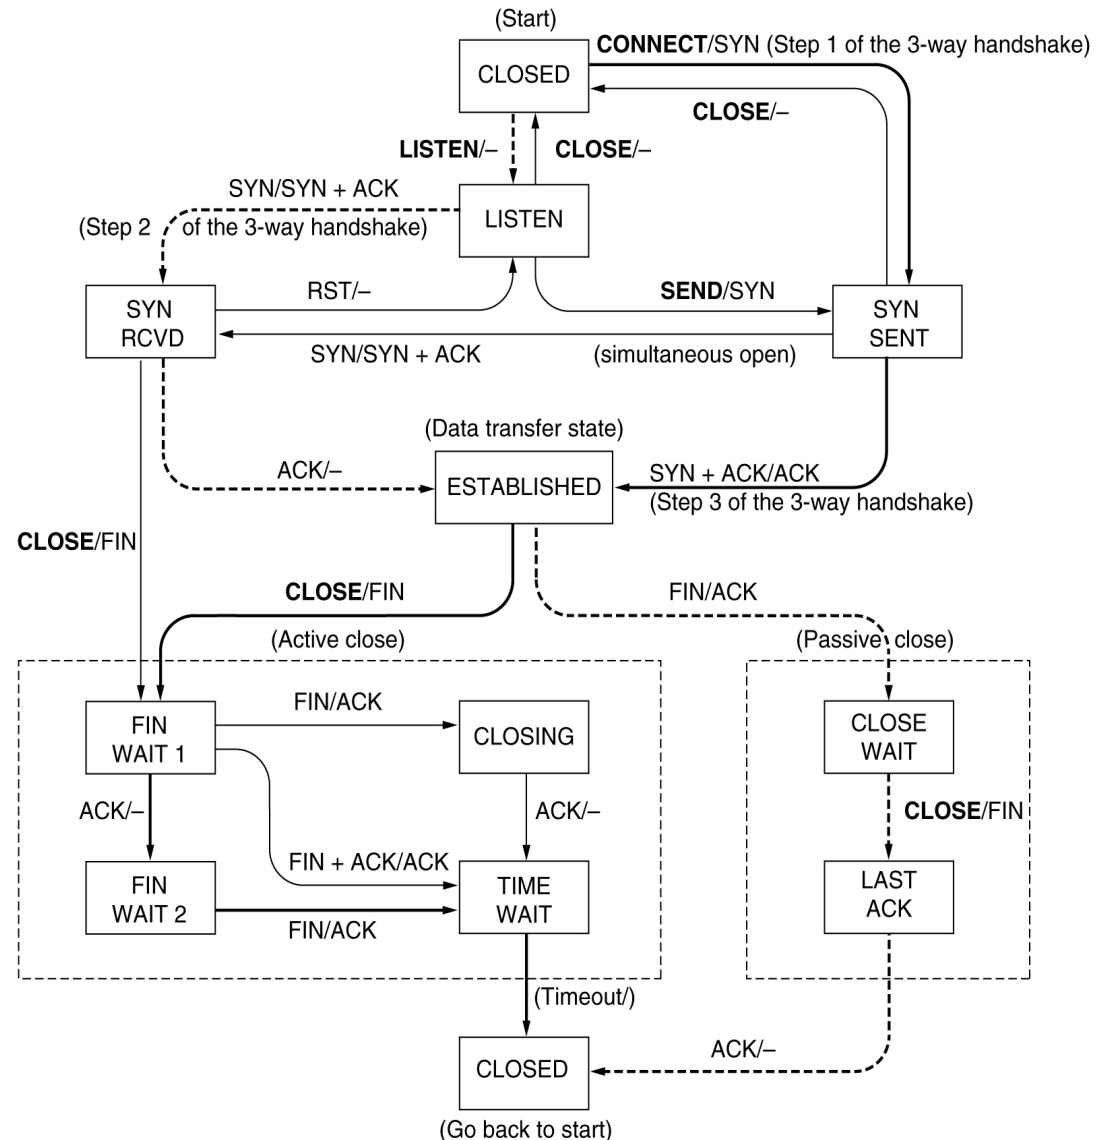 (Start)
CONNECT/SYN (Step 1 of the 3-way handshake)
CLOSED
CLOSE/–
LISTEN/–
CLOSE/–
SYN/SYN + ACK
LISTEN
(Step 2 of the 3-way handshake)
RST/–
SEND/SYN
SYN
RCVD
SYN
SENT
SYN/SYN + ACK
(simultaneous open)
(Data transfer state)
ACK/–
ESTABLISHED
SYN + ACK/ACK
(Step 3 of the 3-way handshake)
CLOSE/FIN
CLOSE/FIN
FIN/ACK
(Active close)
(Passive close)
FIN
WAIT 1
FIN/ACK
CLOSING
CLOSE
WAIT
ACK/–
ACK/–
CLOSE/FIN
FIN + ACK/ACK
FIN
WAIT 2
TIME
WAIT
LAST
ACK
FIN/ACK
(Timeout/)
CLOSED
ACK/–
(Go back to start)